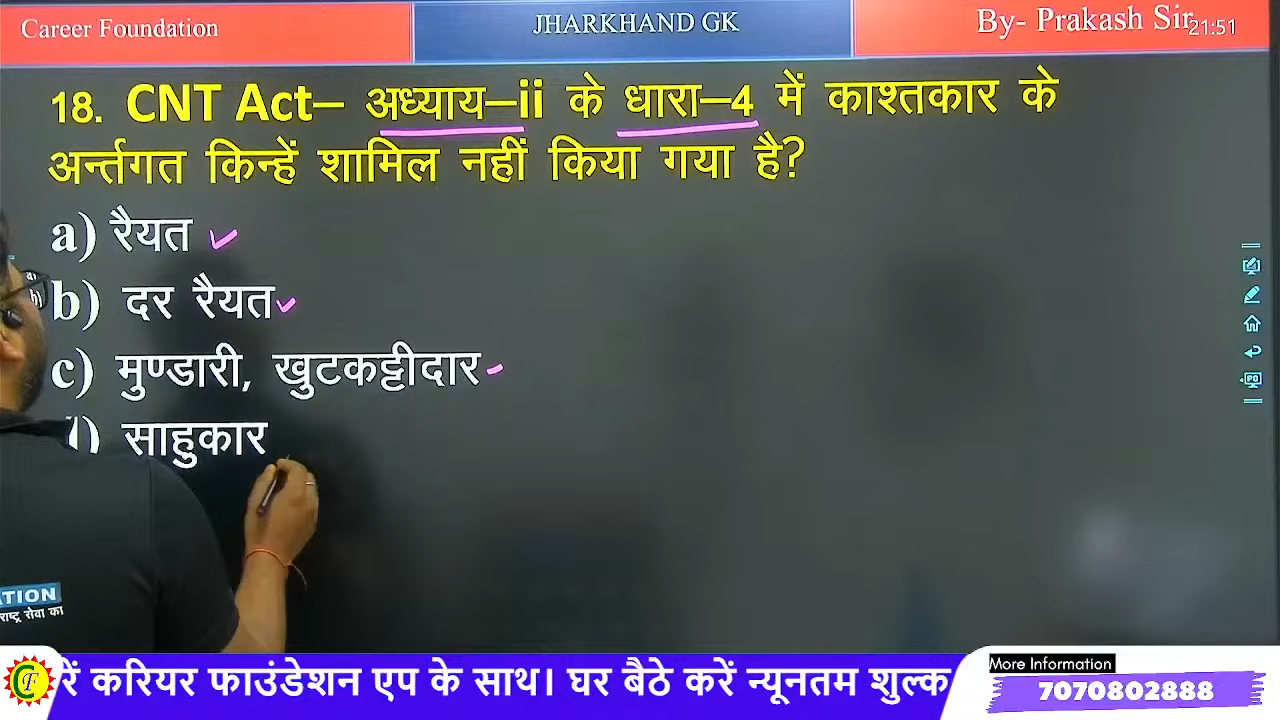 Career Foundation
JHARKHAND GK
By- Prakash Sir
21:51
18. CNT Act– अध्याय–ii के धारा–4 में काश्तकार के
अर्न्तगत किन्हें शामिल नहीं किया गया है?
a) रैयत
b) दर रैयत
c) मुण्डारी, खुटकट्टीदार
d) साहुकार
ATION
राष्ट्र सेवा का
रें करियर फाउंडेशन एप के साथ। घर बैठे करें न्यूनतम शुल्क
More Information
7070802888